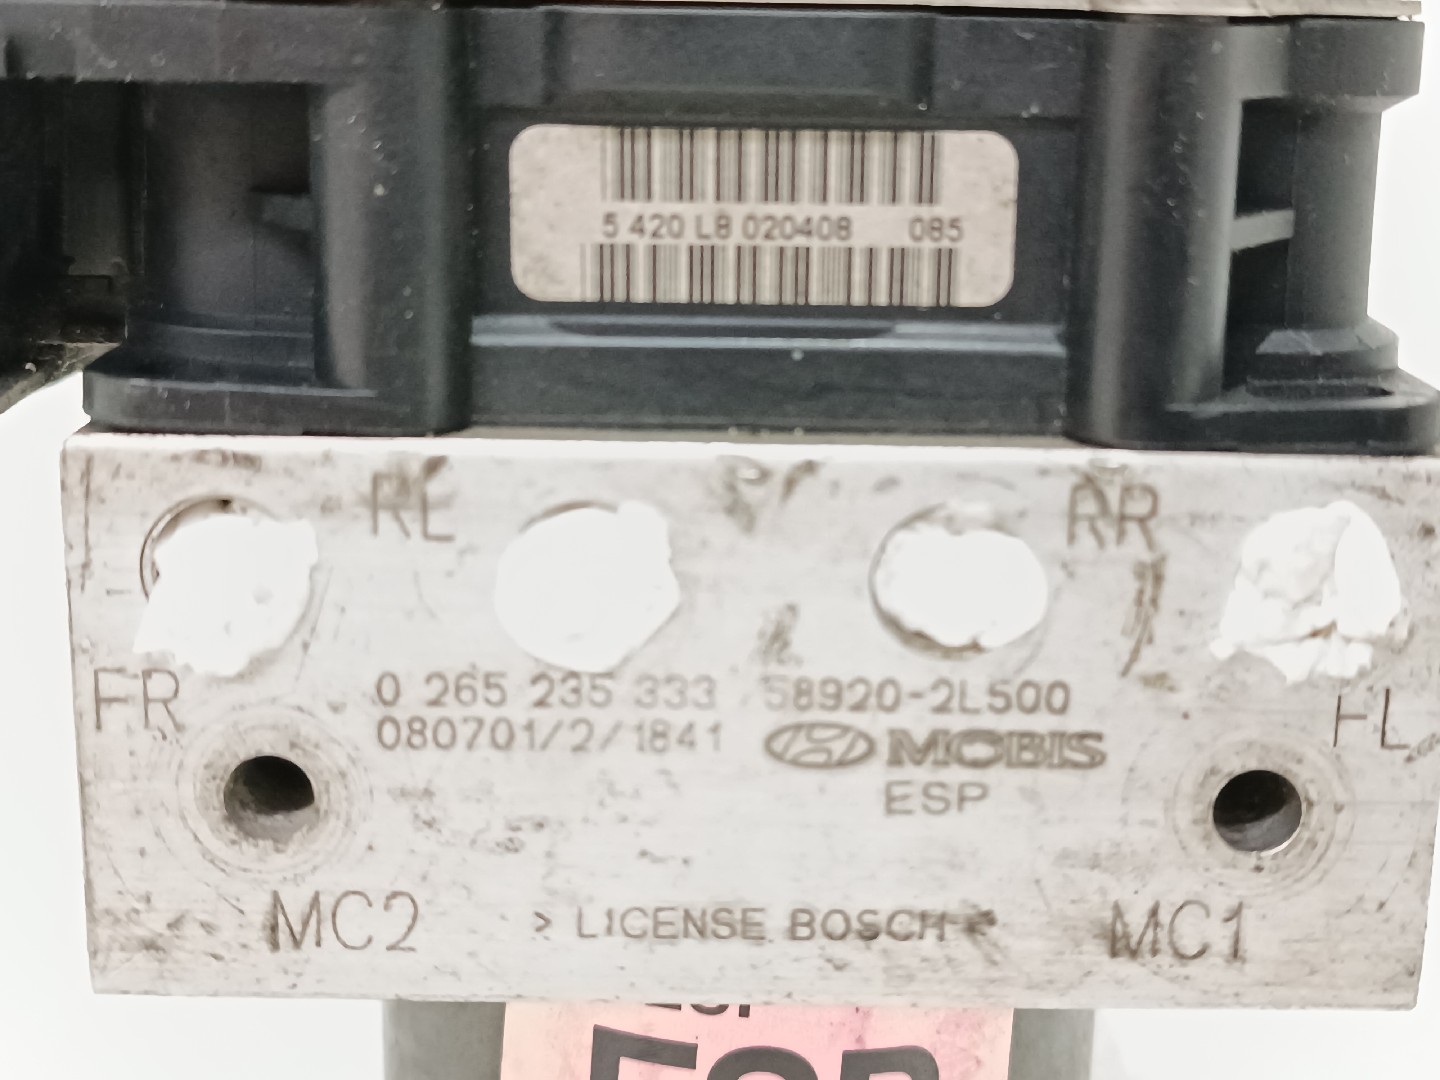 5 420 L8 020408 085
RL RR
FR FL
0 265 235 333 58920-2L500
080701/2/1841 MOBIS
ESP
MC2 > LICENSE BOSCH < MC1
ESP